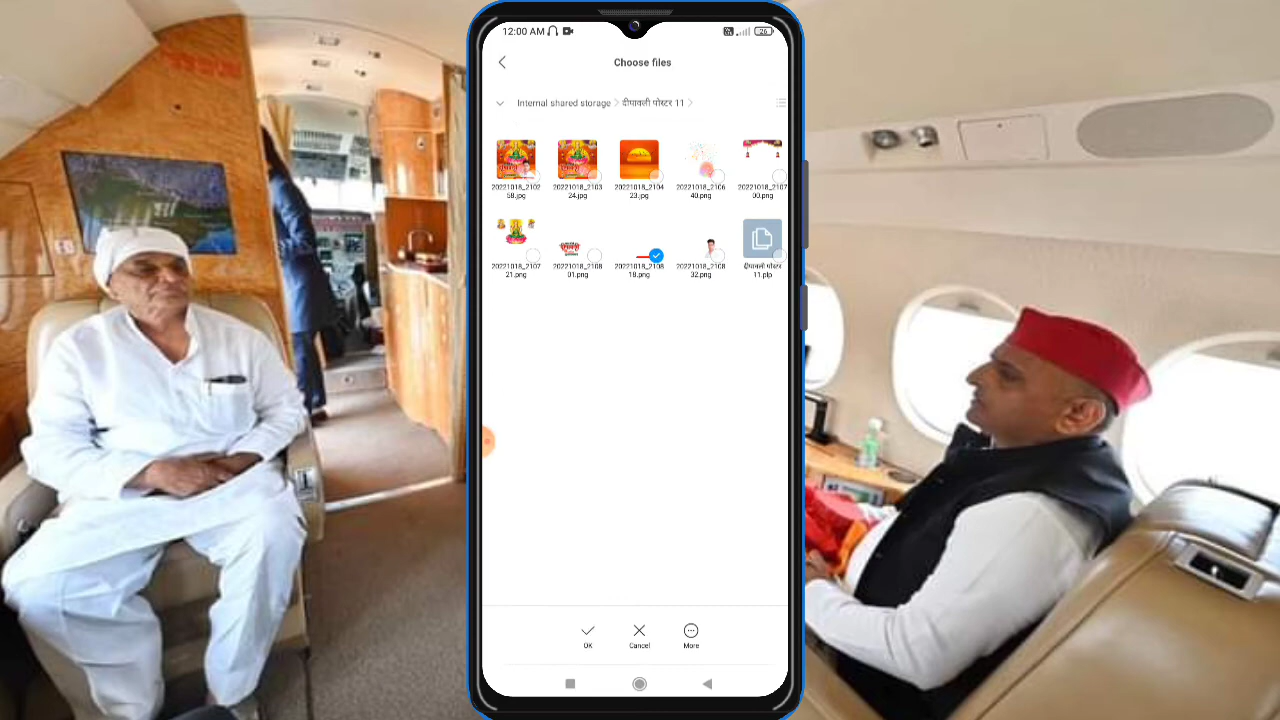 12:00 AM
26
Choose files
Internal shared storage
दीपावली पोस्टर 11
20221018_2102
58.jpg
20221018_2103
24.jpg
20221018_2104
23.jpg
20221018_2106
40.png
20221018_2107
00.png
20221018_2107
21.png
20221018_2108
01.png
20221018_2108
18.png
20221018_2108
32.png
दीपावली पोस्टर
11.plp
OK
Cancel
More